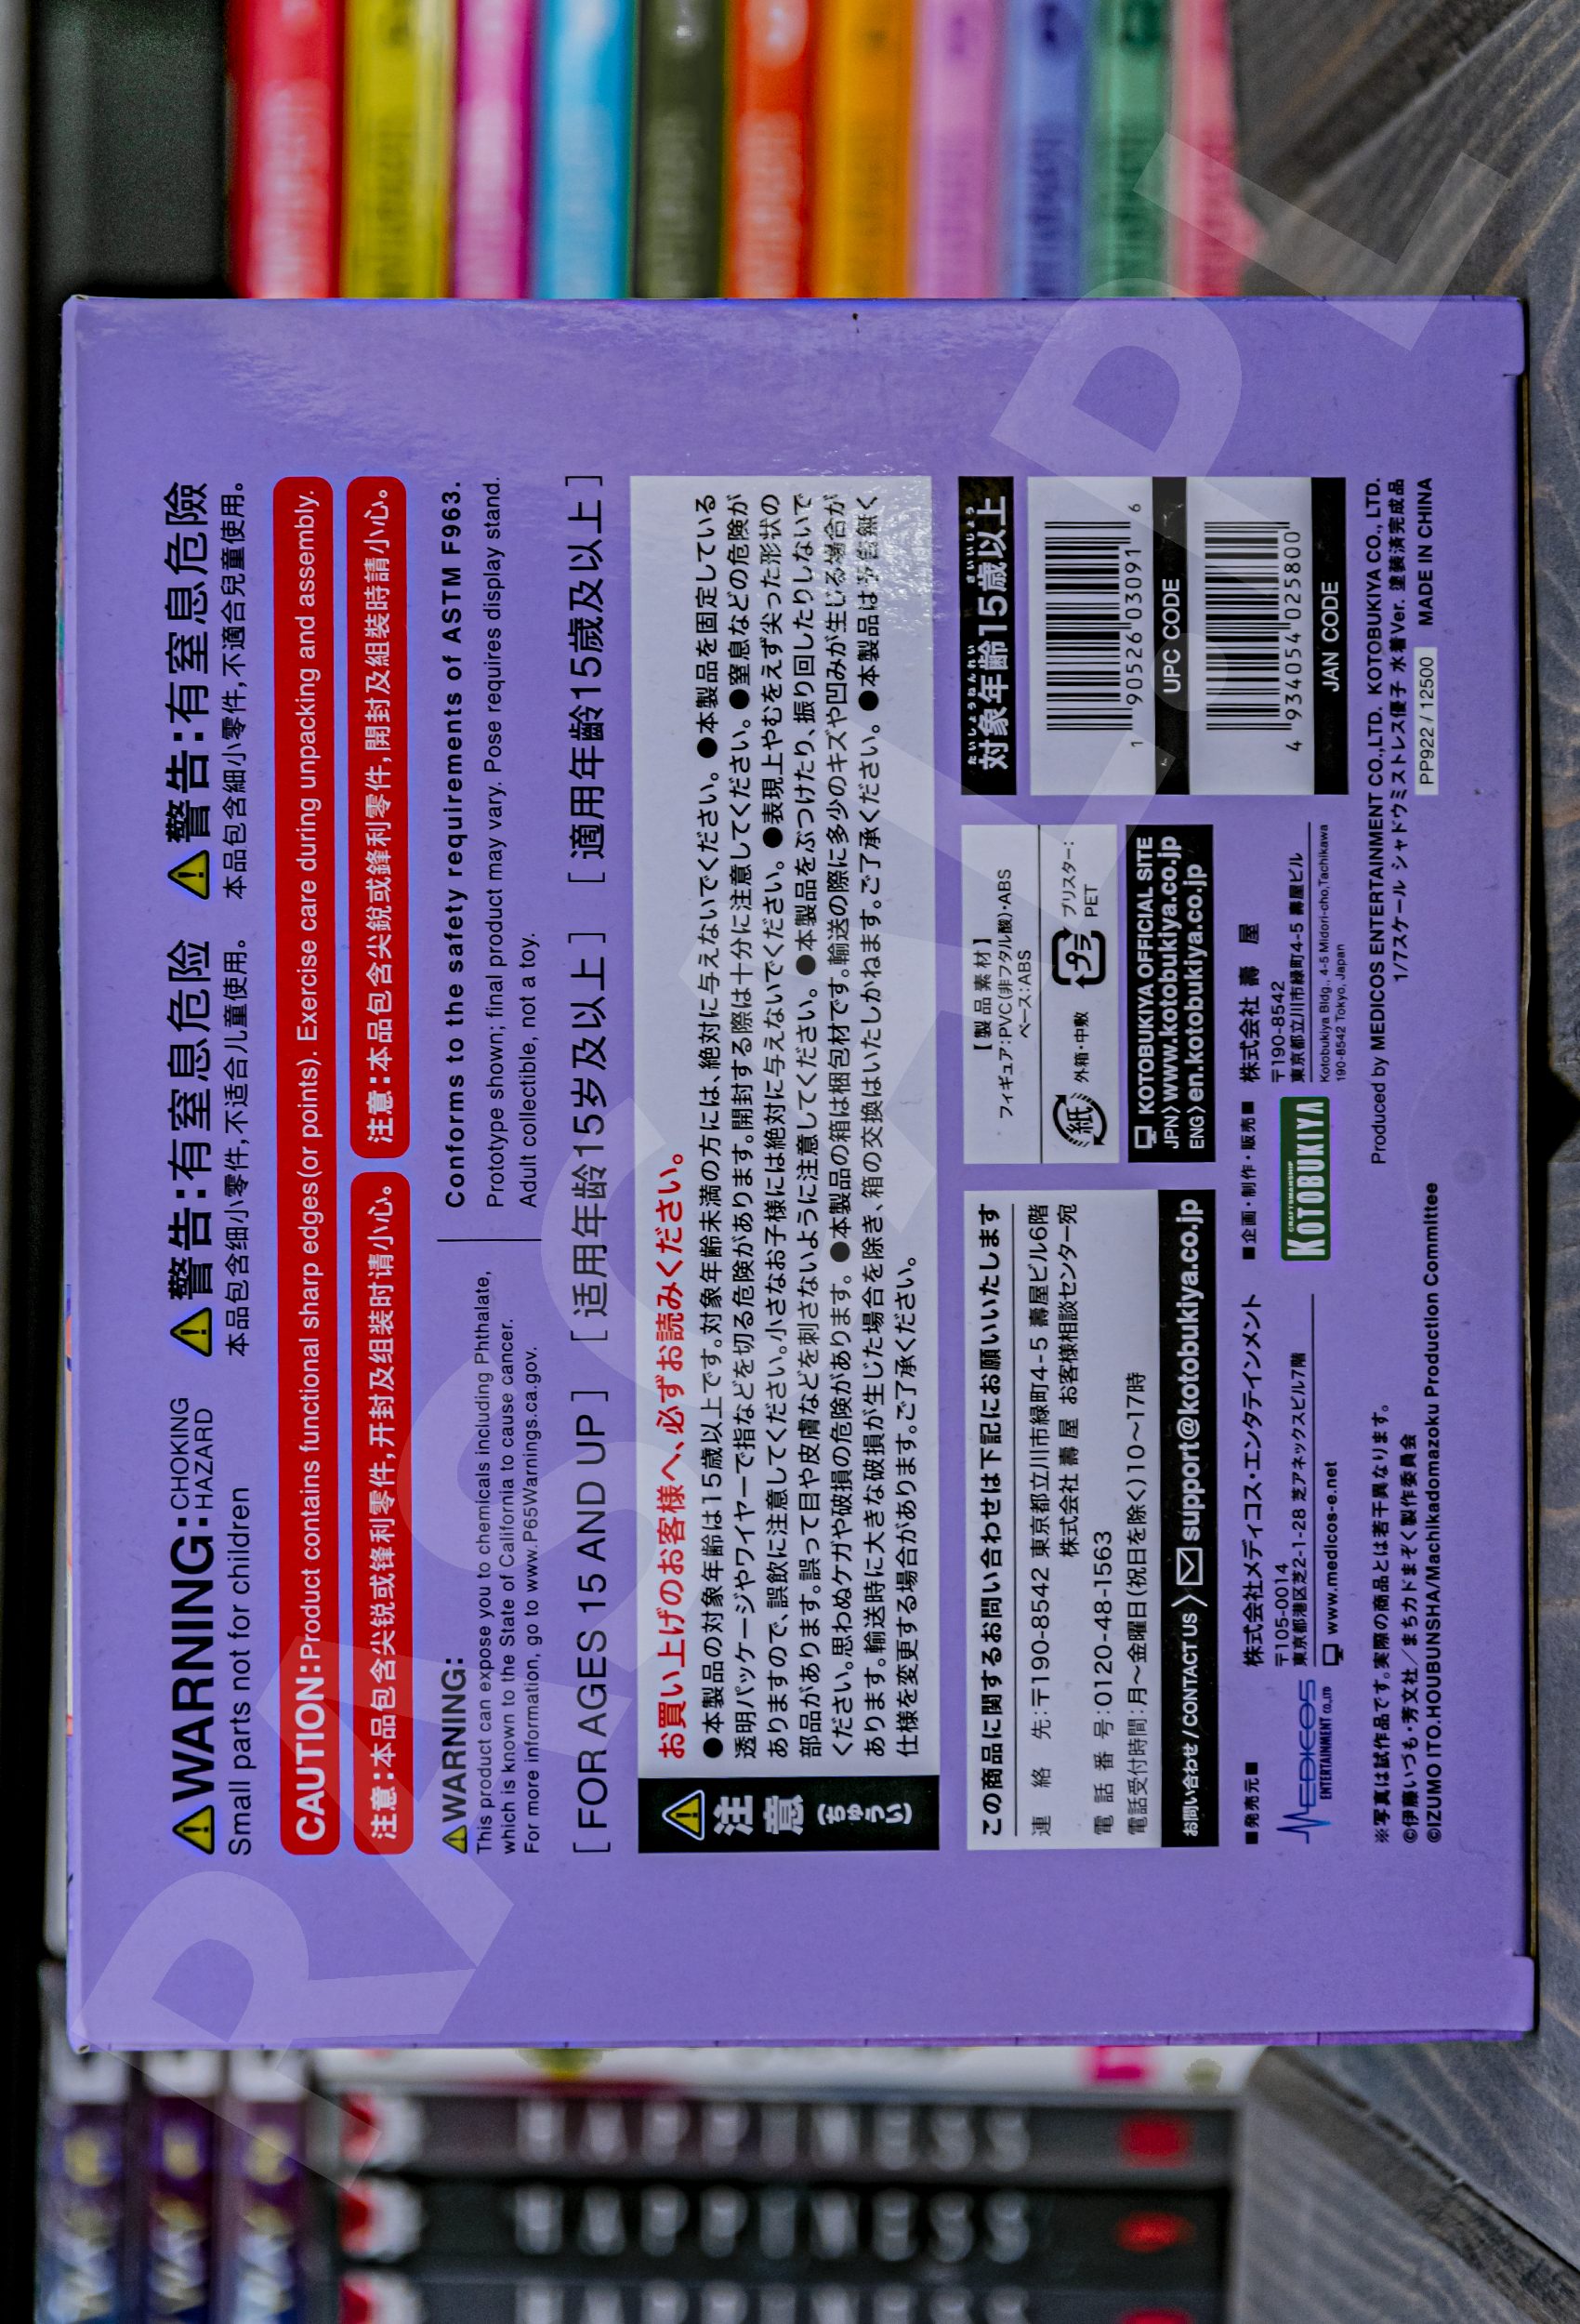 ⚠WARNING: CHOKING HAZARD
Small parts not for children
⚠警告:有窒息危险
本品包含细小零件,不适合儿童使用。
⚠警告:有窒息危險
本品包含細小零件,不適合兒童使用。
CAUTION:Product contains functional sharp edges(or points). Exercise care during unpacking and assembly.
注意:本品包含尖锐或锋利零件,开封及组装时请小心。
注意:本品包含尖銳或鋒利零件,開封及組裝時請小心。
⚠WARNING:
This product can expose you to chemicals including Phthalate,
which is known to the State of California to cause cancer.
For more information, go to www.P65Warnings.ca.gov.
Conforms to the safety requirements of ASTM F963.
Prototype shown; final product may vary. Pose requires display stand.
Adult collectible, not a toy.
[ FOR AGES 15 AND UP ] [ 适用年龄15岁及以上 ] [ 適用年齡15歲及以上 ]
⚠注意(ちゅうい)
お買い上げのお客様へ、必ずお読みください。
●本製品の対象年齢は15歳以上です。対象年齢未満の方には、絶対に与えないでください。 ●本製品を固定している
透明パッケージやワイヤーで指などを切る危険があります。開封する際は十分に注意してください。 ●窒息などの危険が
ありますので、誤飲に注意してください。小さなお子様には絶対に与えないでください。 ●表現上やむをえず尖った形状の
部品があります。誤って目や皮膚などを刺さないように注意してください。 ●本製品をぶつけたり、振り回したりしないで
ください。思わぬケガや破損の危険があります。 ●本製品の箱は梱包材です。輸送の際に多少のキズや凹みが生じる場合が
あります。輸送時に大きな破損が生じた場合を除き、箱の交換はいたしかねます。ご了承ください。 ●本製品は予告無く
仕様を変更する場合があります。ご了承ください。
この商品に関するお問い合わせは下記にお願いいたします
連絡先:〒190-8542 東京都立川市緑町4-5 壽屋ビル6階
株式会社 壽屋 お客様相談センター宛
電話番号:0120-48-1563
電話受付時間:月〜金曜日(祝日を除く)10〜17時
お問い合わせ / CONTACT US 〉 support@kotobukiya.co.jp
【製品素材】
フィギュア:PVC(非フタル酸)・ABS
ベース:ABS
紙 外箱・中敷 プラ ブリスター:PET
KOTOBUKIYA OFFICIAL SITE
JPN〉www.kotobukiya.co.jp
ENG〉en.kotobukiya.co.jp
たいしょうねんれい さいいじょう
対象年齢15歳以上
1 90526 03091 6
UPC CODE
4 934054 025800
JAN CODE
■発売元■
MEDICOS
ENTERTAINMENT CO.,LTD
株式会社メディコス・エンタテインメント
〒105-0014
東京都港区芝2-1-28 芝アネックスビル7階
www.medicos-e.net
■企画・制作・販売■
CRAFTSMANSHIP
KOTOBUKIYA
株式会社 壽屋
〒190-8542
東京都立川市緑町4-5 壽屋ビル
Kotobukiya Bldg., 4-5 Midori-cho,Tachikawa
190-8542 Tokyo, Japan
※写真は試作品です。実際の商品とは若干異なります。
©伊藤いづも・芳文社/まちカドまぞく製作委員会
©IZUMO ITO.HOUBUNSHA/Machikadomazoku Production Committee
Produced by MEDICOS ENTERTAINMENT CO.,LTD. KOTOBUKIYA CO., LTD.
1/7スケール シャドウミストレス優子 水着Ver. 塗装済完成品
PP922 / 12500 MADE IN CHINA
HAPPINESS
HAPPINESS
RASCAL.PL